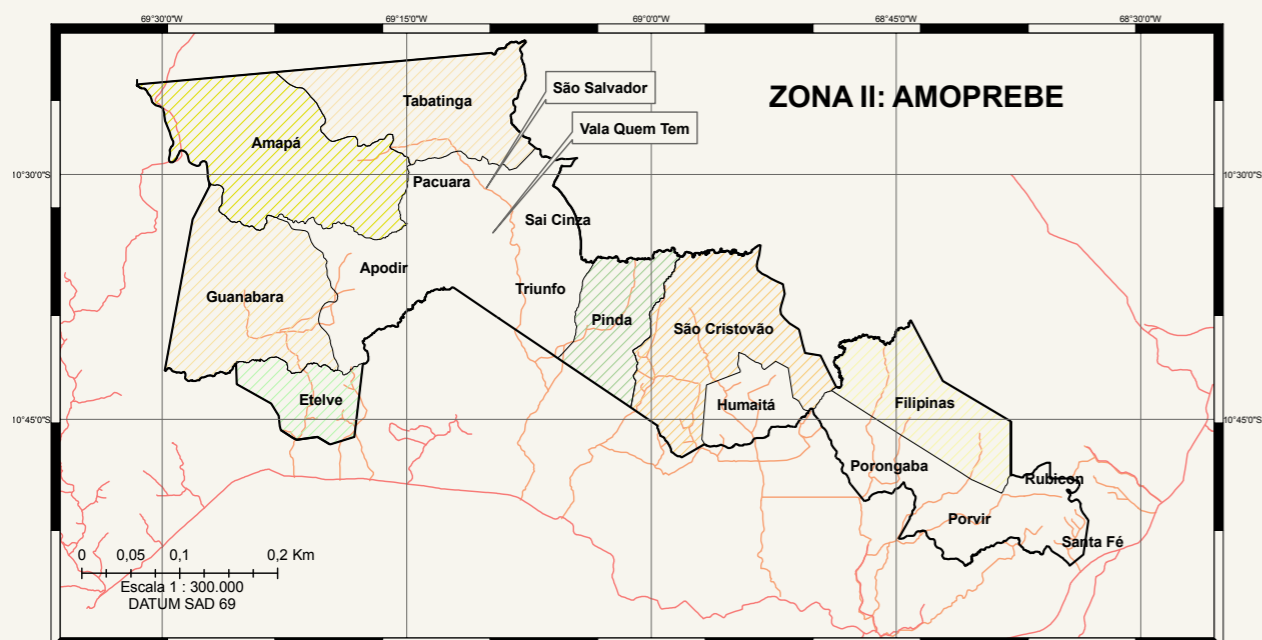 69°30'0"W 69°15'0"W 69°0'0"W 68°45'0"W 68°30'0"W
ZONA II: AMOPREBE
São Salvador
Tabatinga
Vala Quem Tem
Amapá
10°30'0"S 10°30'0"S
Pacuara
Sai Cinza
Apodir
Triunfo
Guanabara
Pinda
São Cristovão
Etelve
Humaitá
Filipinas
10°45'0"S 10°45'0"S
Porongaba
Rubicon
Porvir
Santa Fé
0 0,05 0,1 0,2 Km
Escala 1 : 300.000
DATUM SAD 69